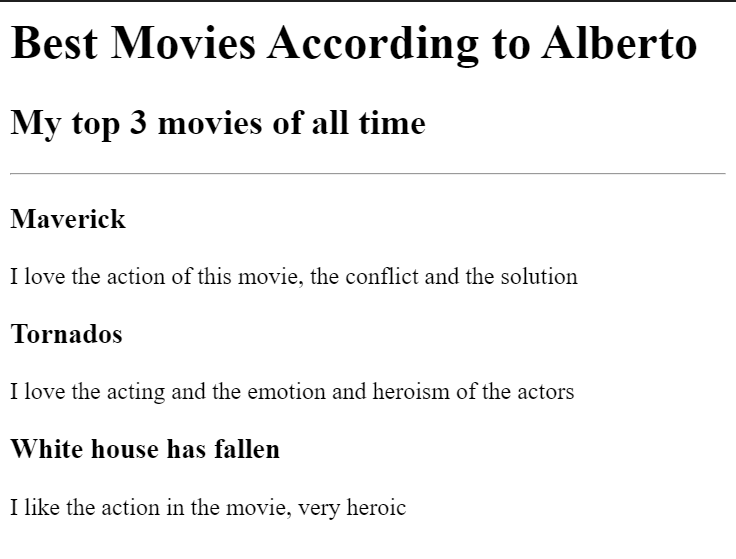 Best Movies According to Alberto
My top 3 movies of all time
Maverick
I love the action of this movie, the conflict and the solution
Tornados
I love the acting and the emotion and heroism of the actors
White house has fallen
I like the action in the movie, very heroic